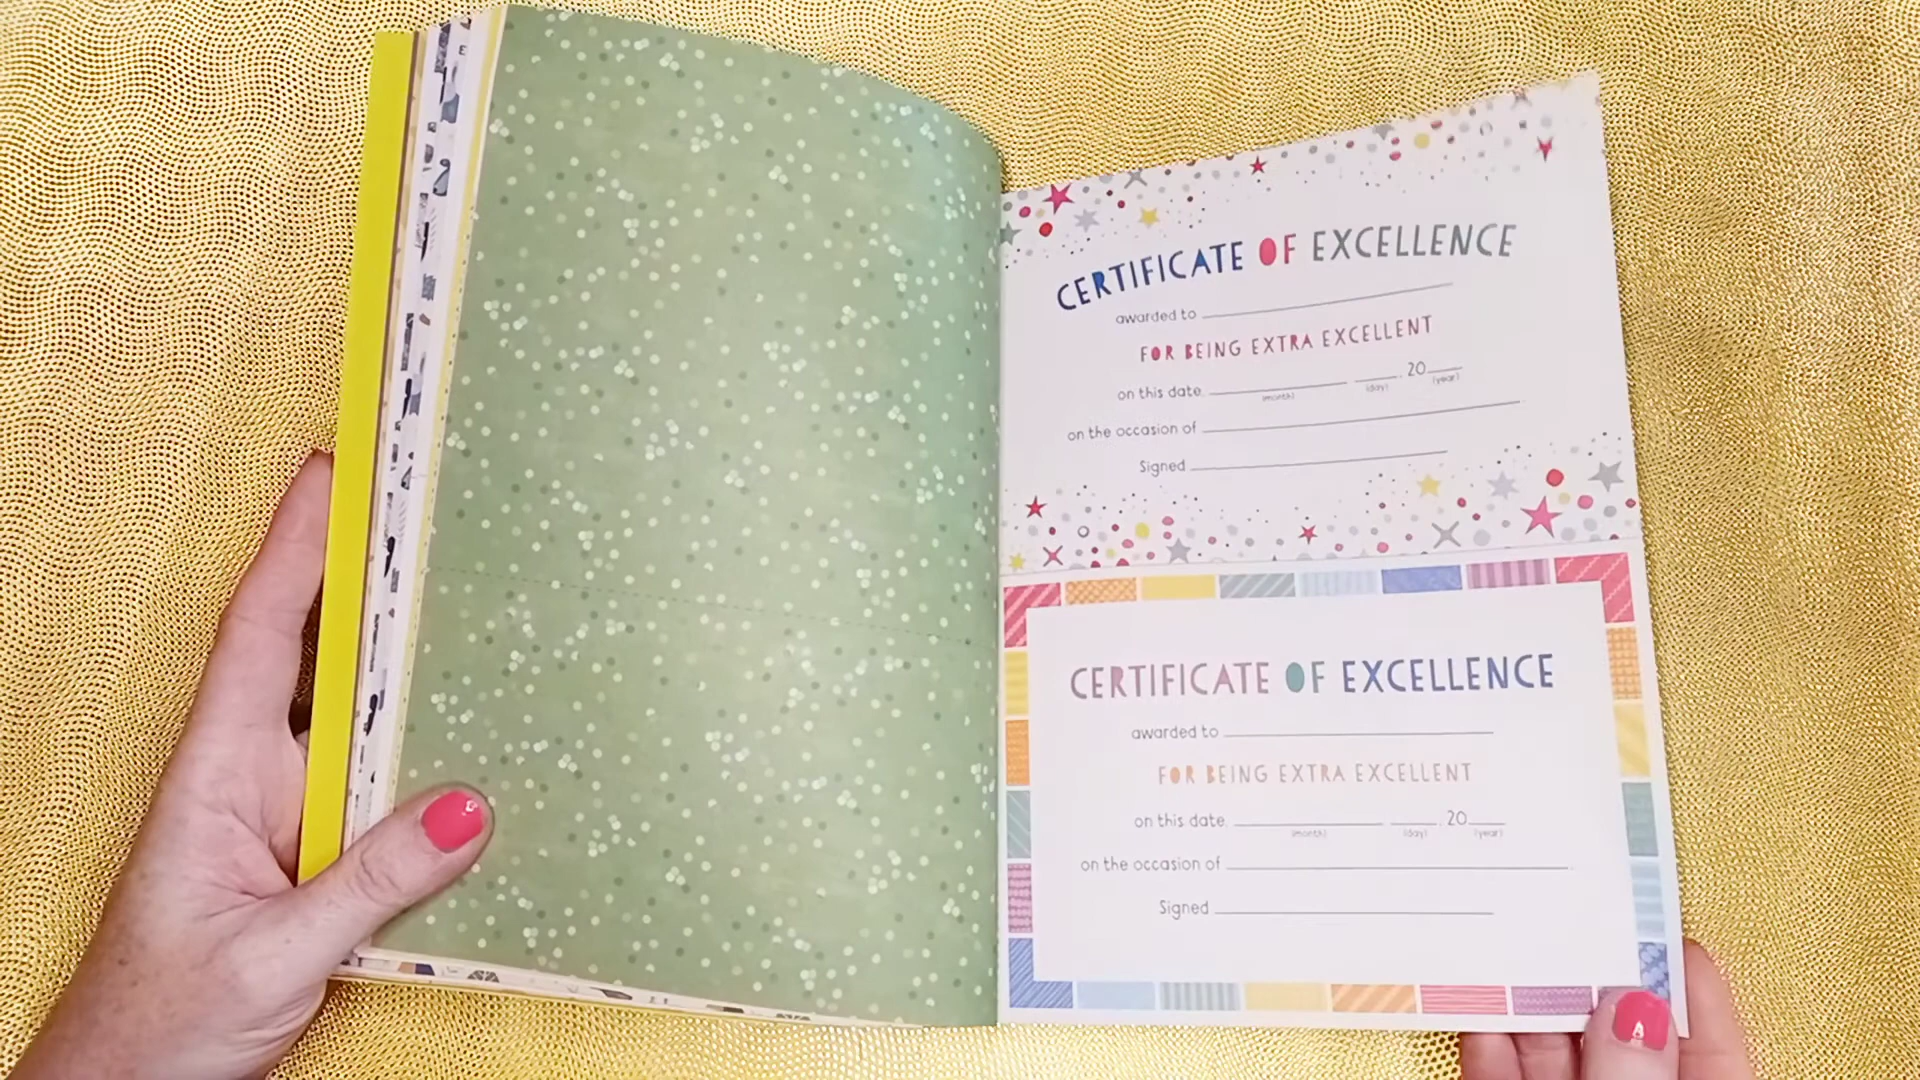 CERTIFICATE OF EXCELLENCE
awarded to
FOR BEING EXTRA EXCELLENT
on this date, , 20
(month) (day) (year)
on the occasion of
Signed
CERTIFICATE OF EXCELLENCE
awarded to
FOR BEING EXTRA EXCELLENT
on this date, , 20
(month) (day) (year)
on the occasion of
Signed